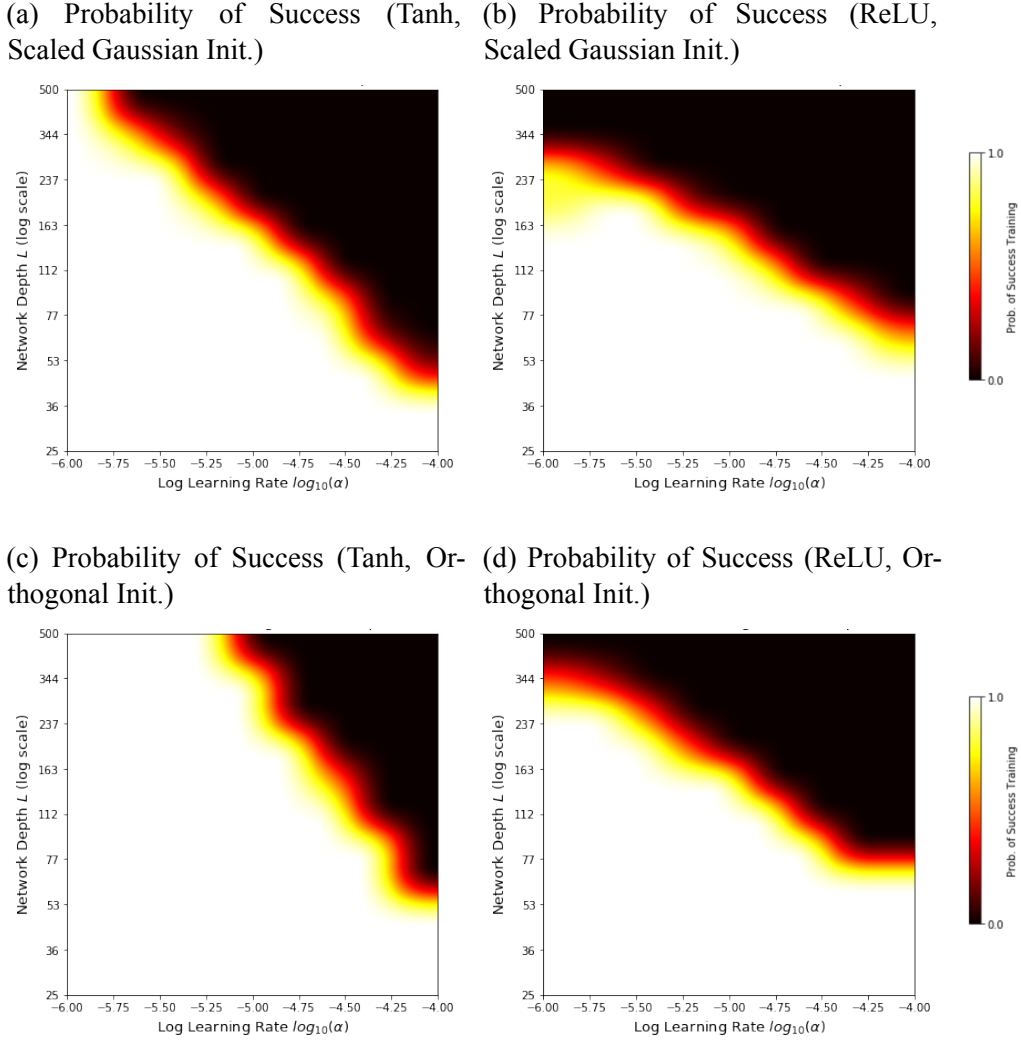 (a) Probability of Success (Tanh,
Scaled Gaussian Init.)
(b) Probability of Success (ReLU,
Scaled Gaussian Init.)
500
344
237
163
112
77
53
36
25
Network Depth L (log scale)
−6.00 −5.75 −5.50 −5.25 −5.00 −4.75 −4.50 −4.25 −4.00
Log Learning Rate log₁₀(α)
500
344
237
163
112
77
53
36
25
Network Depth L (log scale)
−6.00 −5.75 −5.50 −5.25 −5.00 −4.75 −4.50 −4.25 −4.00
Log Learning Rate log₁₀(α)
1.0
0.0
Prob. of Success Training
(c) Probability of Success (Tanh, Or-
thogonal Init.)
(d) Probability of Success (ReLU, Or-
thogonal Init.)
500
344
237
163
112
77
53
36
25
Network Depth L (log scale)
−6.00 −5.75 −5.50 −5.25 −5.00 −4.75 −4.50 −4.25 −4.00
Log Learning Rate log₁₀(α)
500
344
237
163
112
77
53
36
25
Network Depth L (log scale)
−6.00 −5.75 −5.50 −5.25 −5.00 −4.75 −4.50 −4.25 −4.00
Log Learning Rate log₁₀(α)
1.0
0.0
Prob. of Success Training